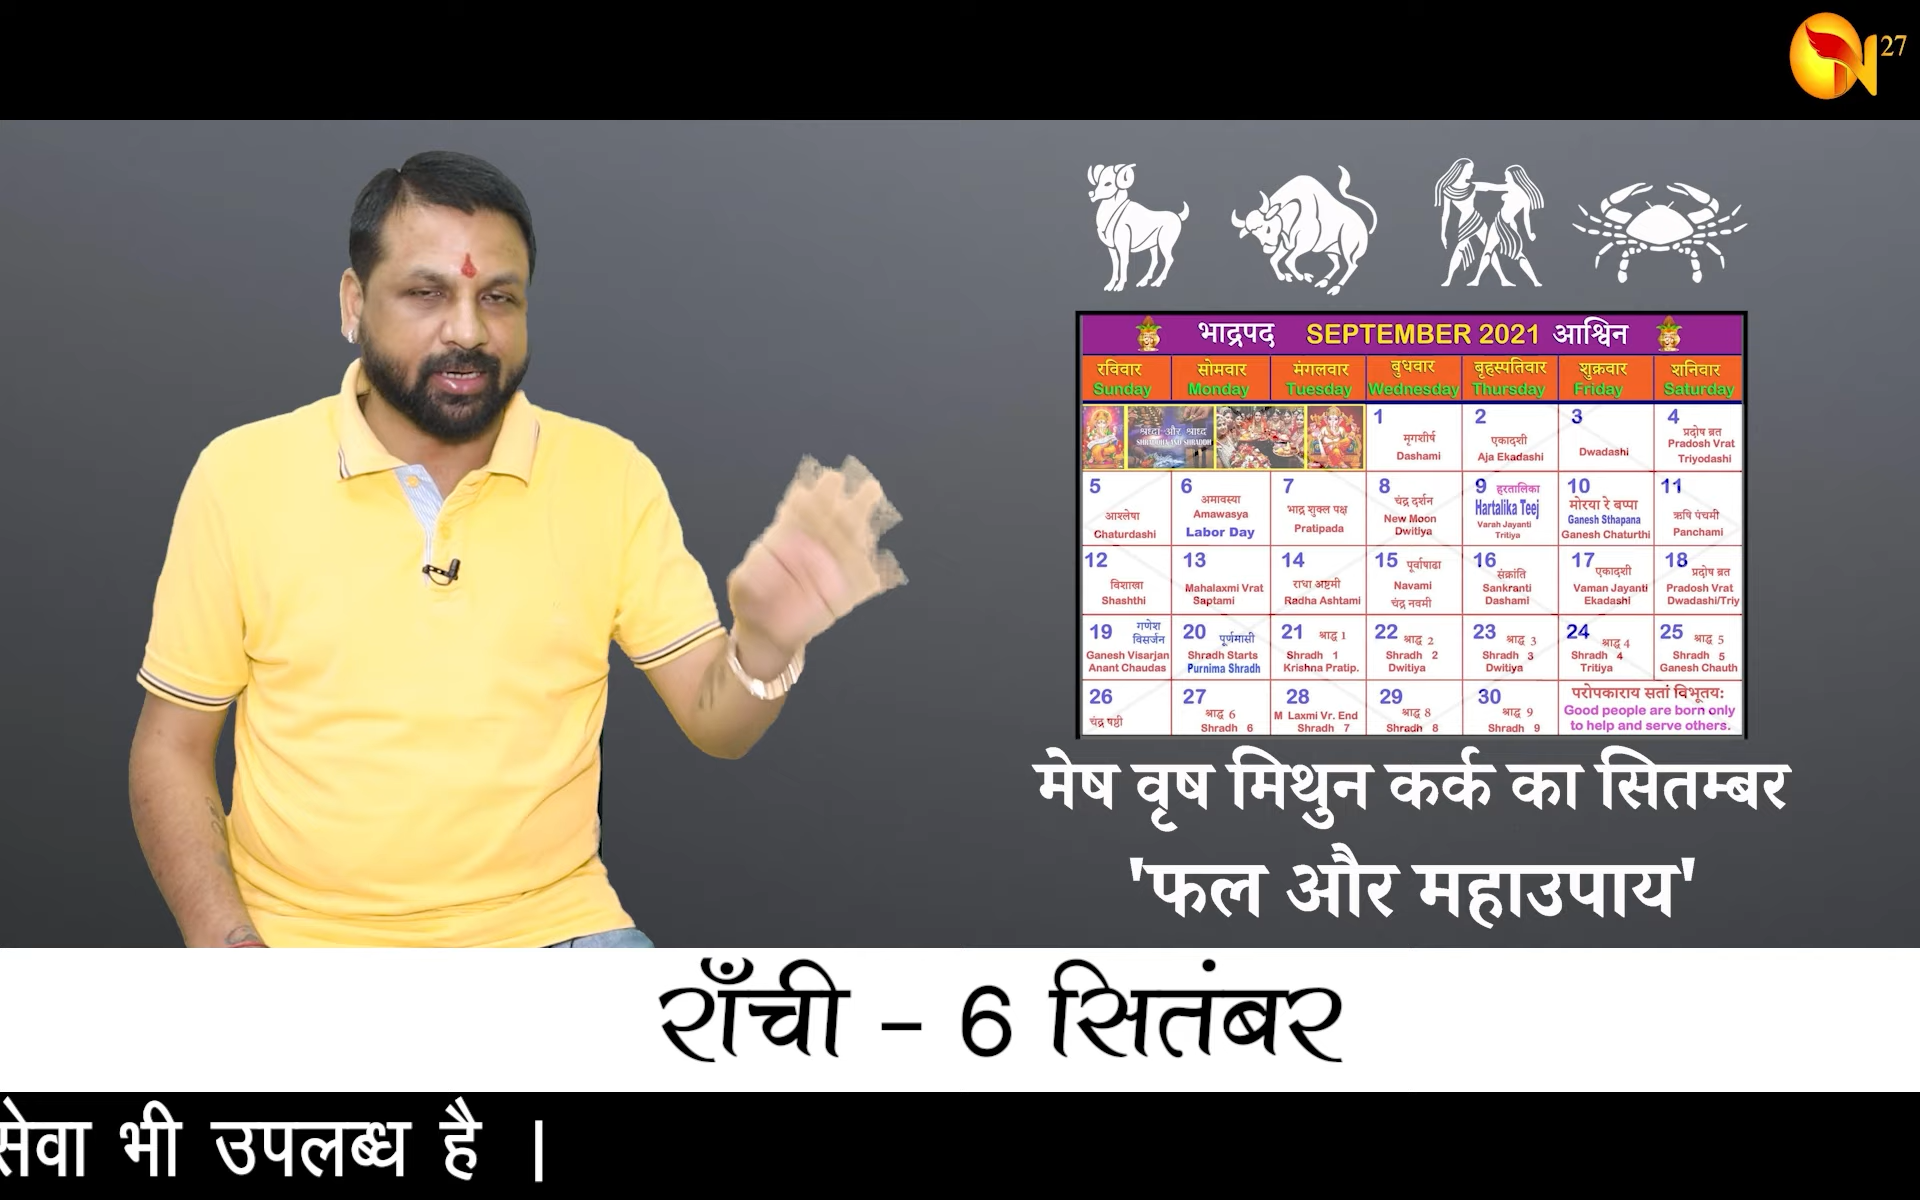 27
भाद्रपद SEPTEMBER 2021 आश्विन
रविवार सोमवार मंगलवार बुधवार बृहस्पतिवार शुक्रवार शनिवार
Sunday Monday Tuesday Wednesday Thursday Friday Saturday
श्रध्दा और श्राध्द
SHRADDHA AND SHRADDH
1 मृगशीर्ष Dashami
2 एकादशी Aja Ekadashi
3 Dwadashi
4 प्रदोष ब्रत Pradosh Vrat Triyodashi
5 आश्लेषा Chaturdashi
6 अमावस्या Amawasya Labor Day
7 भाद्र शुक्ल पक्ष Pratipada
8 चंद्र दर्शन New Moon Dwitiya
9 हरतालिका Hartalika Teej Varah Jayanti Tritiya
10 मोरया रे बप्पा Ganesh Sthapana Ganesh Chaturthi
11 ऋषि पंचमी Panchami
12 विशाखा Shashthi
13 Mahalaxmi Vrat Saptami
14 राधा अष्टमी Radha Ashtami
15 पूर्वाषाढा Navami चंद्र नवमी
16 संक्रांति Sankranti Dashami
17 एकादशी Vaman Jayanti Ekadashi
18 प्रदोष ब्रत Pradosh Vrat Dwadashi/Triy
19 गणेश विसर्जन Ganesh Visarjan Anant Chaudas
20 पूर्णमासी Shradh Starts Purnima Shradh
21 श्राद्ध 1 Shradh 1 Krishna Pratip.
22 श्राद्ध 2 Shradh 2 Dwitiya
23 श्राद्ध 3 Shradh 3 Dwitiya
24 श्राद्ध 4 Shradh 4 Tritiya
25 श्राद्ध 5 Shradh 5 Ganesh Chauth
26 चंद्र षष्ठी
27 श्राद्ध 6 Shradh 6
28 M Laxmi Vr. End Shradh 7
29 श्राद्ध 8 Shradh 8
30 श्राद्ध 9 Shradh 9
परोपकाराय सतां विभूतय:
Good people are born only
to help and serve others.
मेष वृष मिथुन कर्क का सितम्बर
'फल और महाउपाय'
राँची - 6 सितंबर
सेवा भी उपलब्ध है |